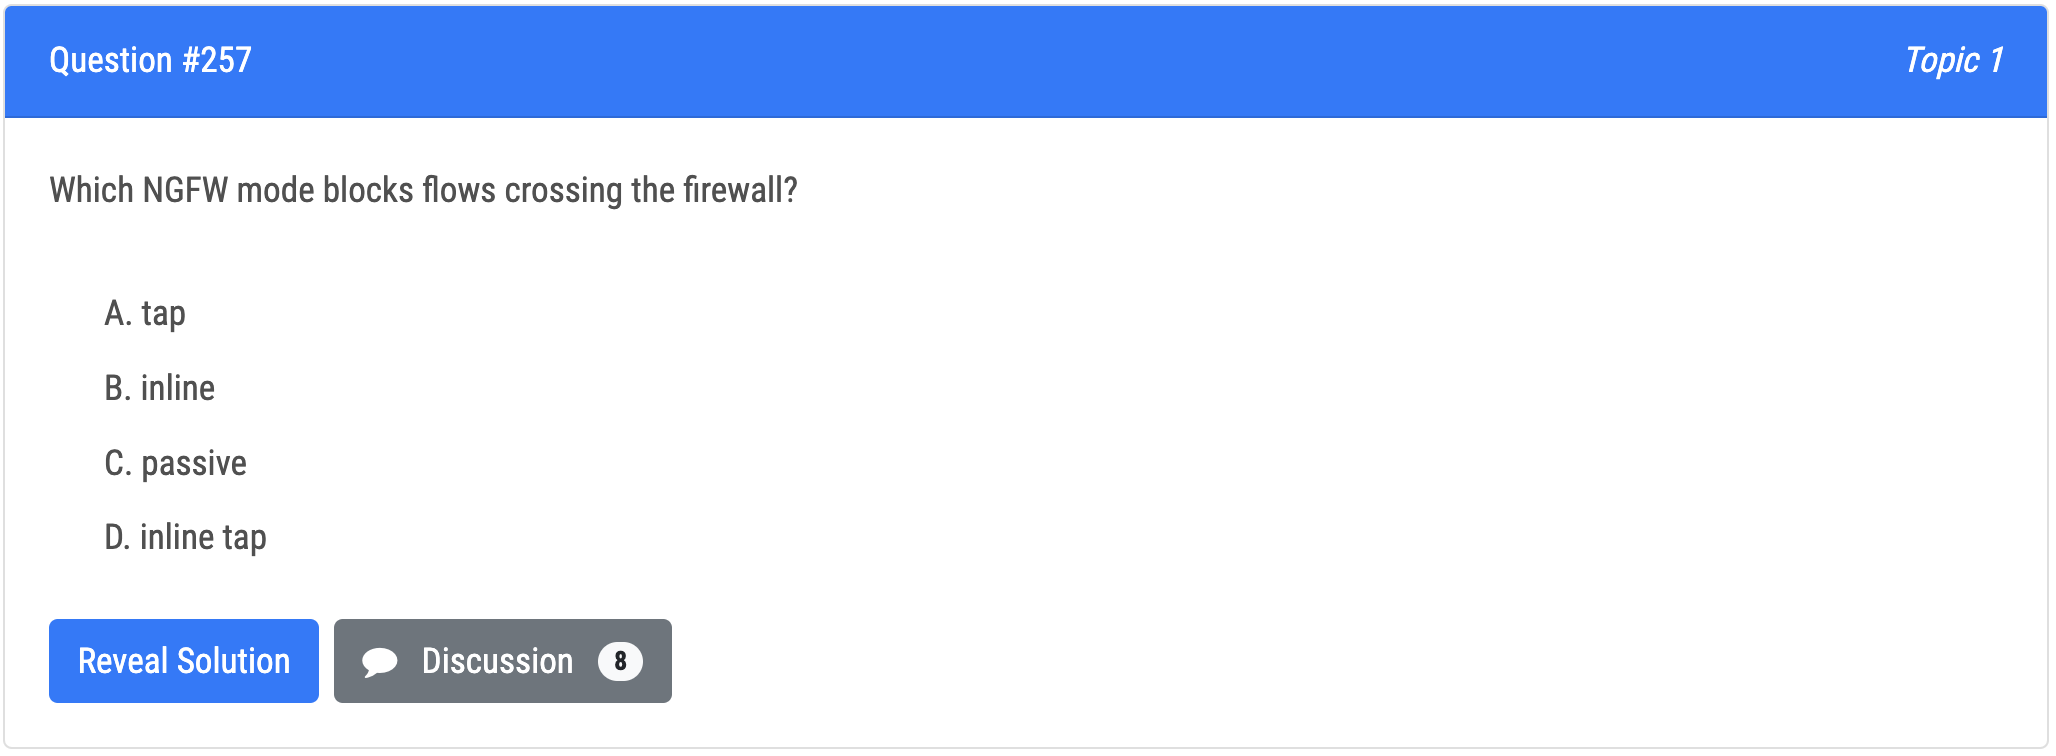 Question #257
Topic 1
Which NGFW mode blocks flows crossing the firewall?
A. tap
B. inline
C. passive
D. inline tap
Reveal Solution
Discussion 8